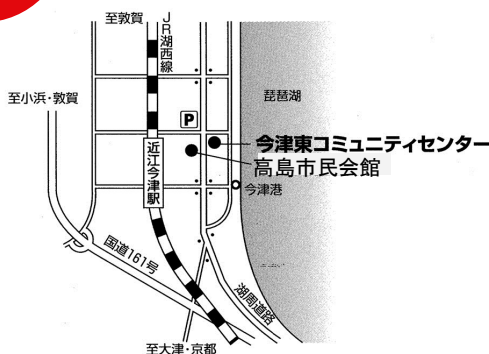 至敦賀
JR湖西線
至小浜・敦賀
琵琶湖
P
今津東コミュニティセンター
高島市民会館
近江今津駅
今津港
国道161号
湖周道路
至大津・京都